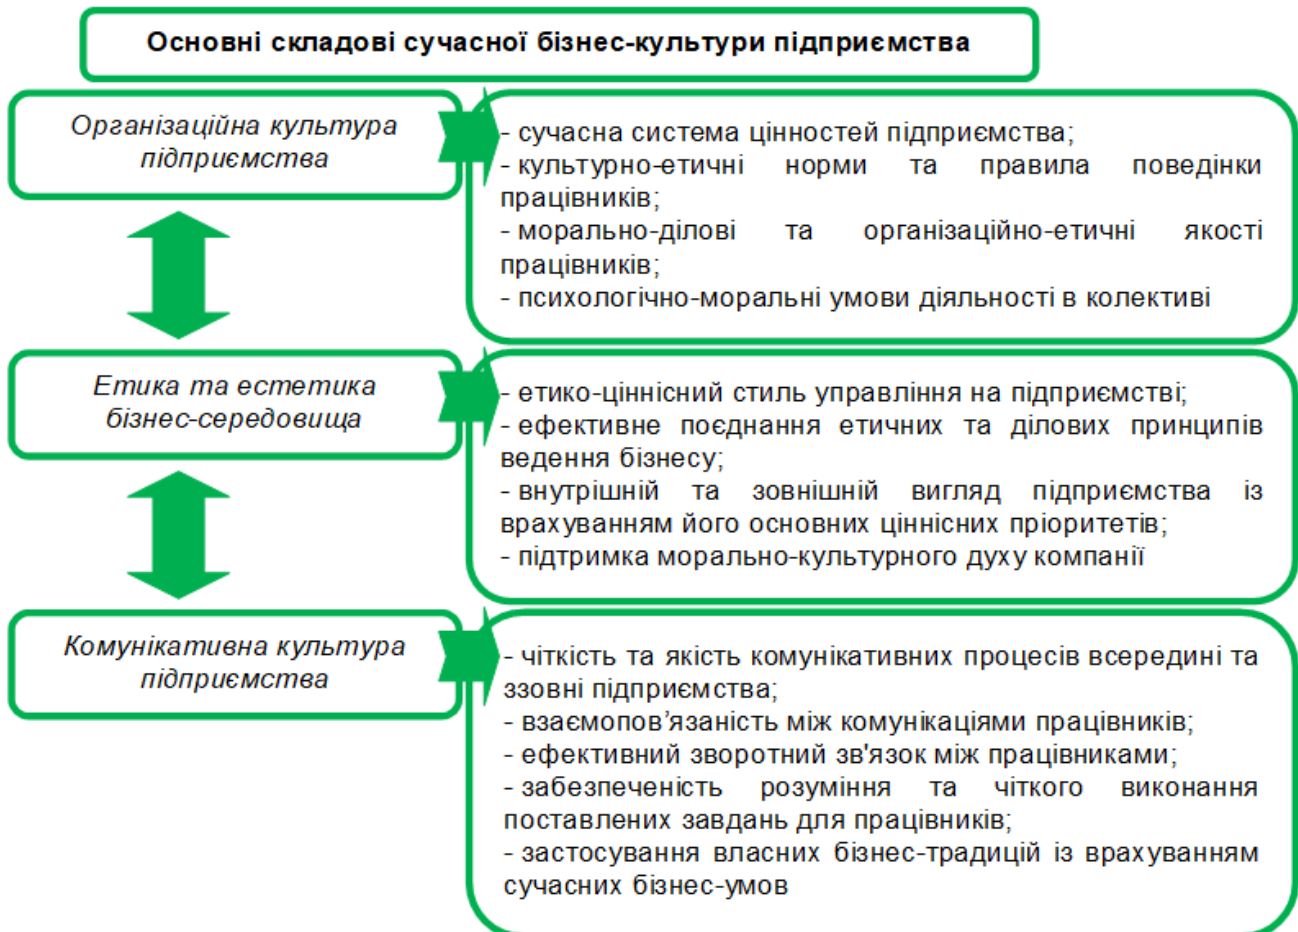 Основні складові сучасної бізнес-культури підприємства
Організаційна культура
підприємства
- сучасна система цінностей підприємства;
- культурно-етичні норми та правила поведінки
працівників;
- морально-ділові та організаційно-етичні якості
працівників;
- психологічно-моральні умови діяльності в колективі
Етика та естетика
бізнес-середовища
- етико-ціннісний стиль управління на підприємстві;
- ефективне поєднання етичних та ділових принципів
ведення бізнесу;
- внутрішній та зовнішній вигляд підприємства із
врахуванням його основних ціннісних пріоритетів;
- підтримка морально-культурного духу компанії
Комунікативна культура
підприємства
- чіткість та якість комунікативних процесів всередині та
ззовні підприємства;
- взаємопов’язаність між комунікаціями працівників;
- ефективний зворотний зв'язок між працівниками;
- забезпеченість розуміння та чіткого виконання
поставлених завдань для працівників;
- застосування власних бізнес-традицій із врахуванням
сучасних бізнес-умов